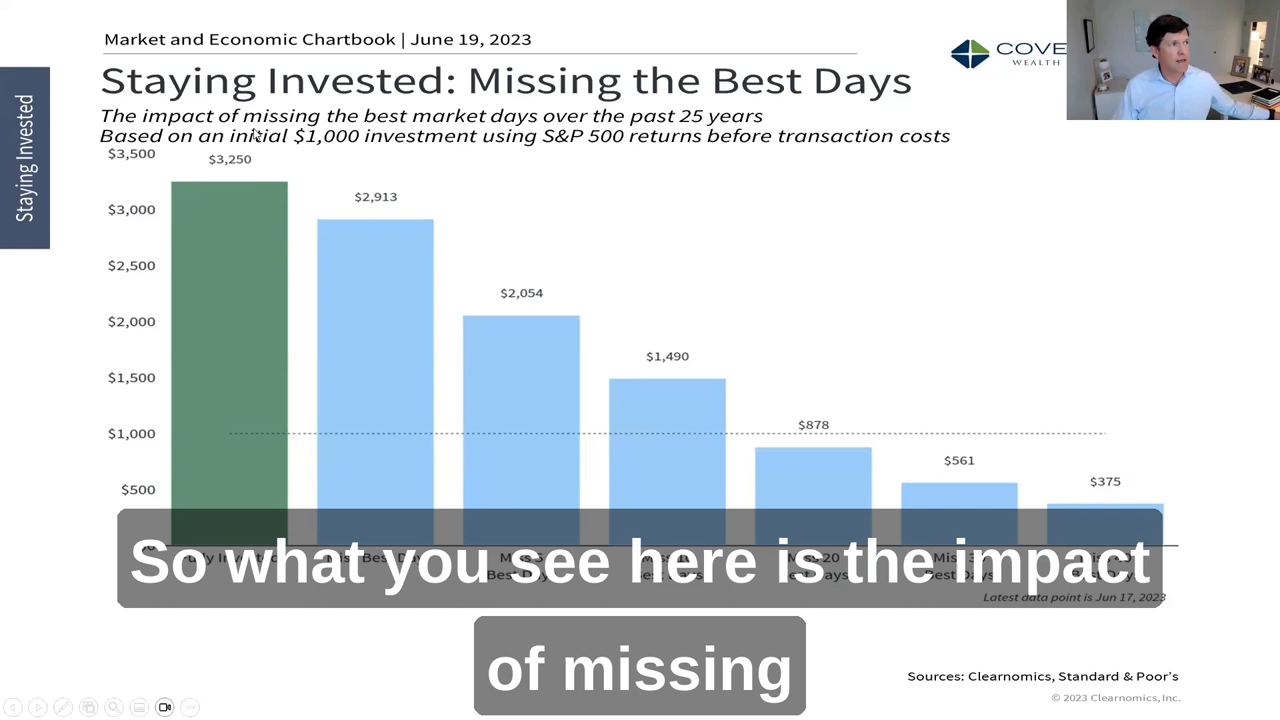 Market and Economic Chartbook | June 19, 2023
COVE
WEALTH
Staying Invested: Missing the Best Days
The impact of missing the best market days over the past 25 years
Based on an initial $1,000 investment using S&P 500 returns before transaction costs
Staying Invested
$3,500
$3,000
$2,500
$2,000
$1,500
$1,000
$500
$3,250
$2,913
$2,054
$1,490
$878
$561
$375
So what you see here is the impact
of missing
Latest data point is Jun 17, 2023
Sources: Clearnomics, Standard & Poor's
© 2023 Clearnomics, Inc.